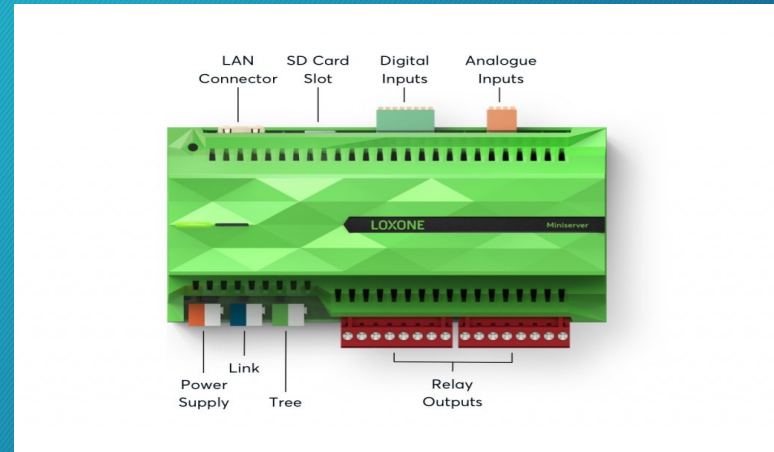 LAN
Connector
SD Card
Slot
Digital
Inputs
Analogue
Inputs
LOXONE
Miniserver
Power
Supply
Link
Tree
Relay
Outputs